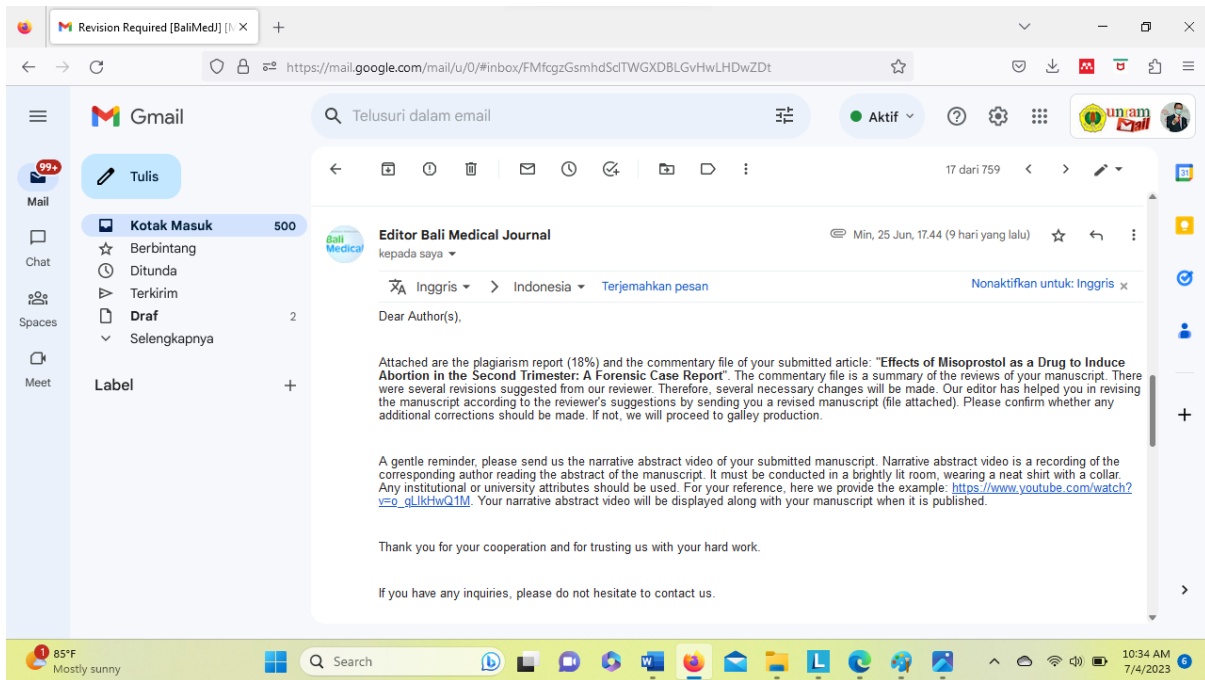 Revision Required [BaliMedJ] [M
https://mail.google.com/mail/u/0/#inbox/FMfcgzGsmhdSclTWGXDBLGvHwLHDwZDt
Gmail
Telusuri dalam email
Aktif
unram
Mail
99+
Mail
Chat
Spaces
Meet
Tulis
Kotak Masuk 500
Berbintang
Ditunda
Terkirim
Draf 2
Selengkapnya
Label
17 dari 759
31
Bali
Medical
Editor Bali Medical Journal
Min, 25 Jun, 17.44 (9 hari yang lalu)
kepada saya
Inggris > Indonesia Terjemahkan pesan
Nonaktifkan untuk: Inggris x
Dear Author(s),
Attached are the plagiarism report (18%) and the commentary file of your submitted article: "Effects of Misoprostol as a Drug to Induce
Abortion in the Second Trimester: A Forensic Case Report". The commentary file is a summary of the reviews of your manuscript. There
were several revisions suggested from our reviewer. Therefore, several necessary changes will be made. Our editor has helped you in revising
the manuscript according to the reviewer's suggestions by sending you a revised manuscript (file attached). Please confirm whether any
additional corrections should be made. If not, we will proceed to galley production.
A gentle reminder, please send us the narrative abstract video of your submitted manuscript. Narrative abstract video is a recording of the
corresponding author reading the abstract of the manuscript. It must be conducted in a brightly lit room, wearing a neat shirt with a collar.
Any institutional or university attributes should be used. For your reference, here we provide the example: https://www.youtube.com/watch?
v=o_qLIkHwQ1M. Your narrative abstract video will be displayed along with your manuscript when it is published.
Thank you for your cooperation and for trusting us with your hard work.
If you have any inquiries, please do not hesitate to contact us.
1
85°F
Mostly sunny
Search
10:34 AM
7/4/2023
6